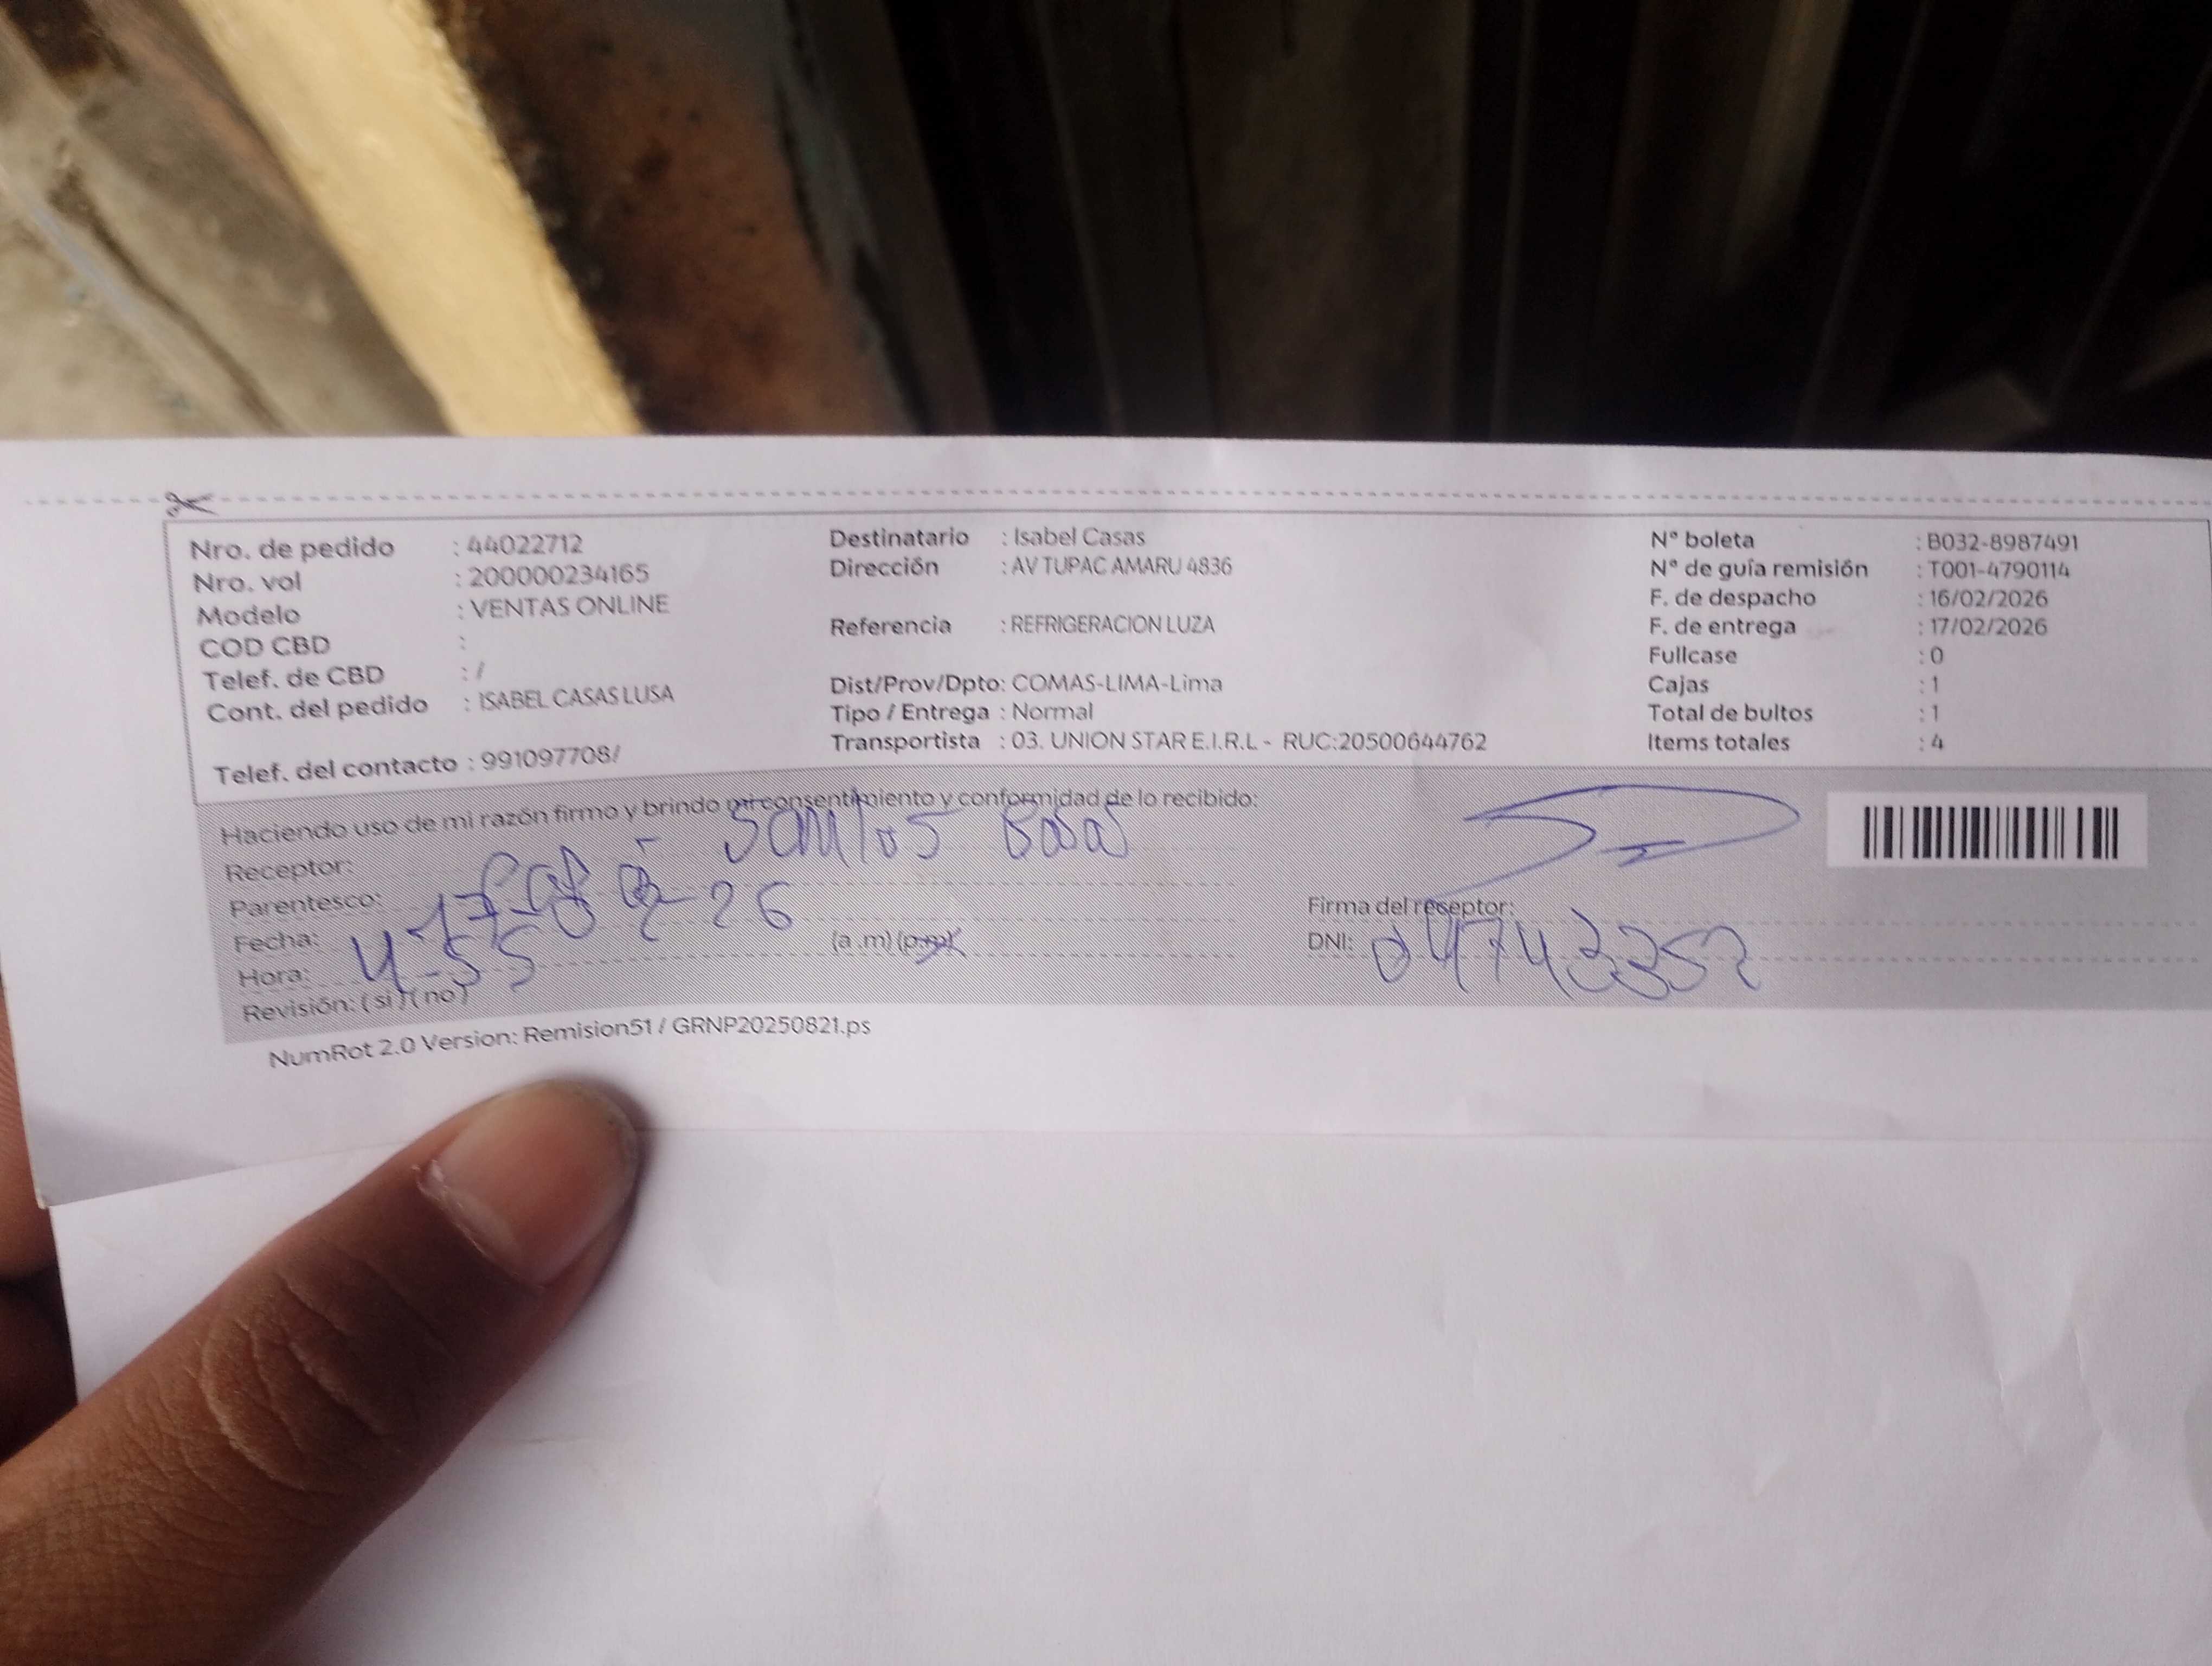 Nro. de pedido : 44022712
Nro. vol : 200000234165
Modelo : VENTAS ONLINE
COD CBD :
Telef. de CBD : /
Cont. del pedido : ISABEL CASAS LUSA
Telef. del contacto : 991097708/
Destinatario : Isabel Casas
Dirección : AV TUPAC AMARU 4836
Referencia : REFRIGERACION LUZA
Dist/Prov/Dpto: COMAS-LIMA-Lima
Tipo / Entrega : Normal
Transportista : 03. UNION STAR E.I.R.L - RUC:20500644762
N° boleta : B032-8987491
N° de guía remisión : T001-4790114
F. de despacho : 16/02/2026
F. de entrega : 17/02/2026
Fullcase : 0
Cajas : 1
Total de bultos : 1
Items totales : 4
Haciendo uso de mi razón firmo y brindo mi consentimiento y conformidad de lo recibido:
Receptor: Santos
Parentesco:
Fecha: 17 26
Hora: 4-55 (a .m) (p.m)
Revisión: ( si ) ( no )
Firma del receptor:
DNI:
NumRot 2.0 Version: Remision51 / GRNP20250821.ps